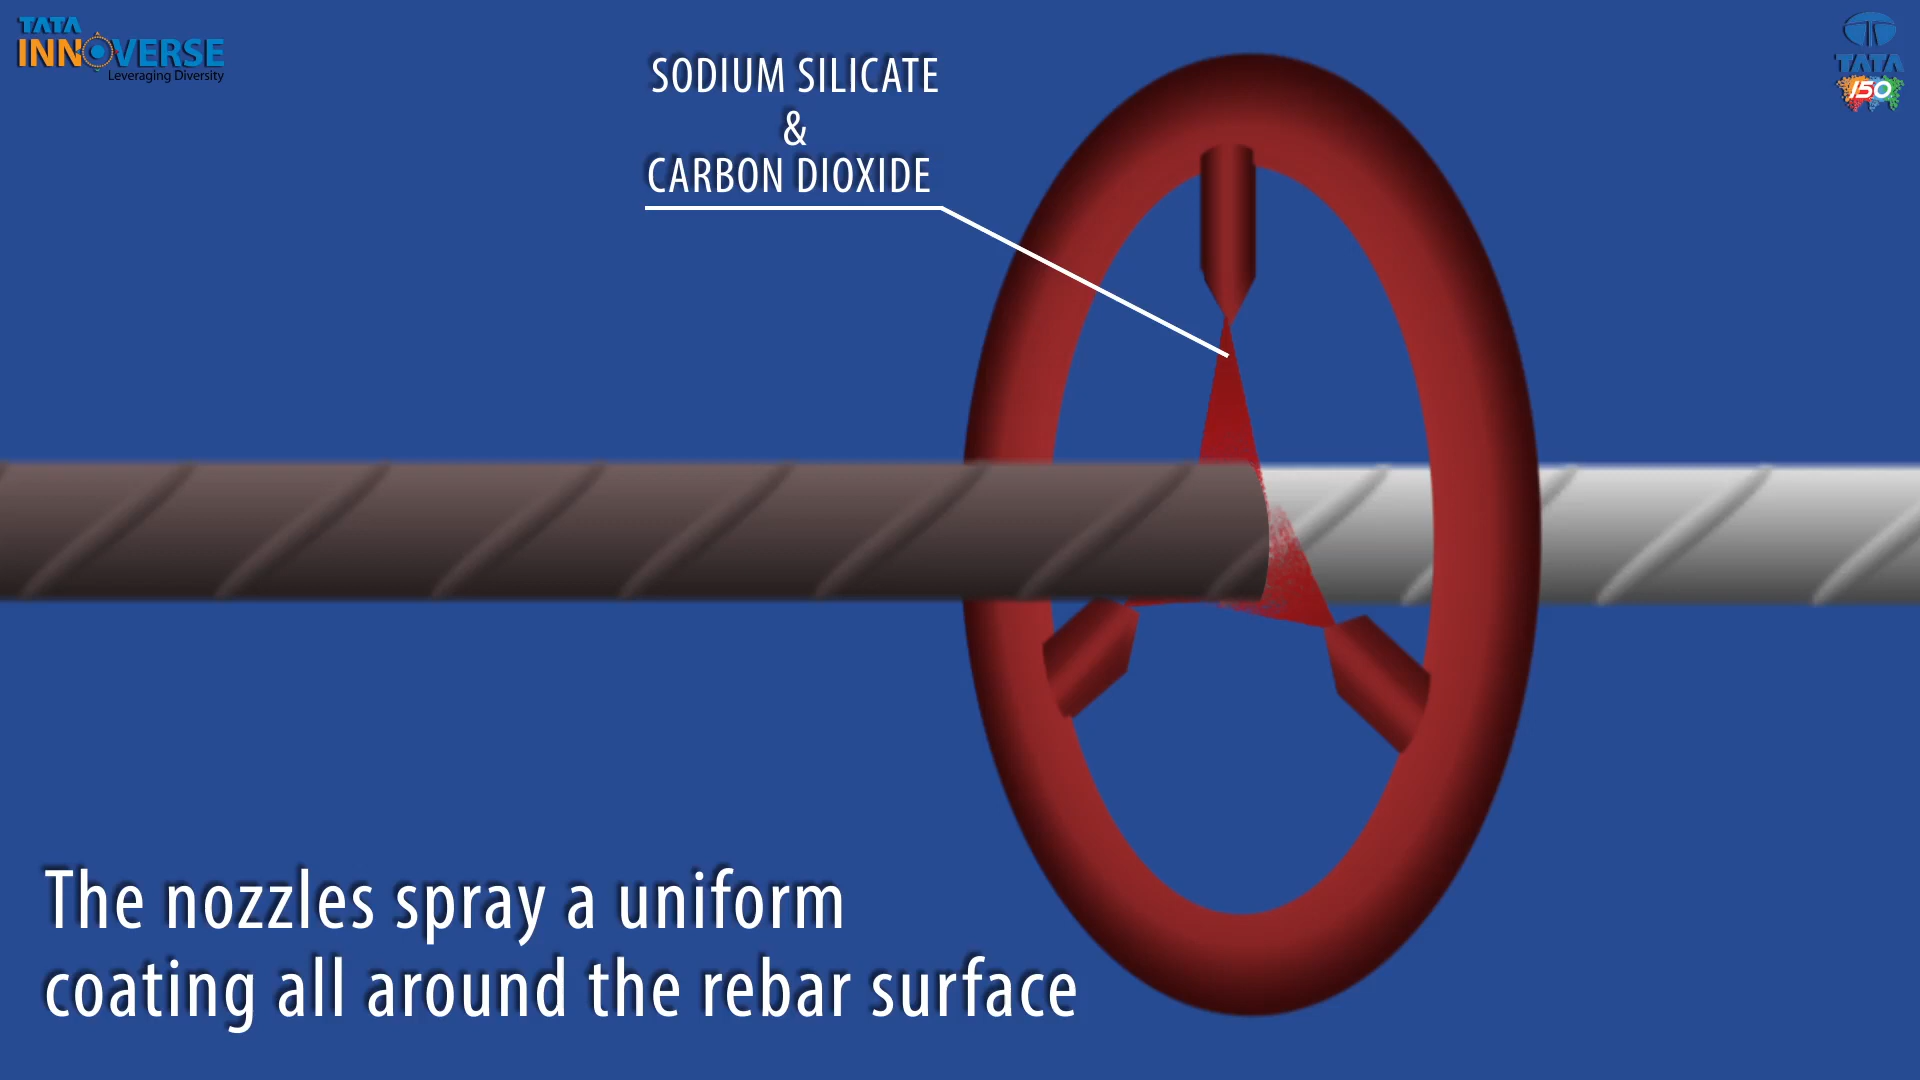 TATA
INNOVERSE
Leveraging Diversity
TATA
150
SODIUM SILICATE
&
CARBON DIOXIDE
The nozzles spray a uniform
coating all around the rebar surface